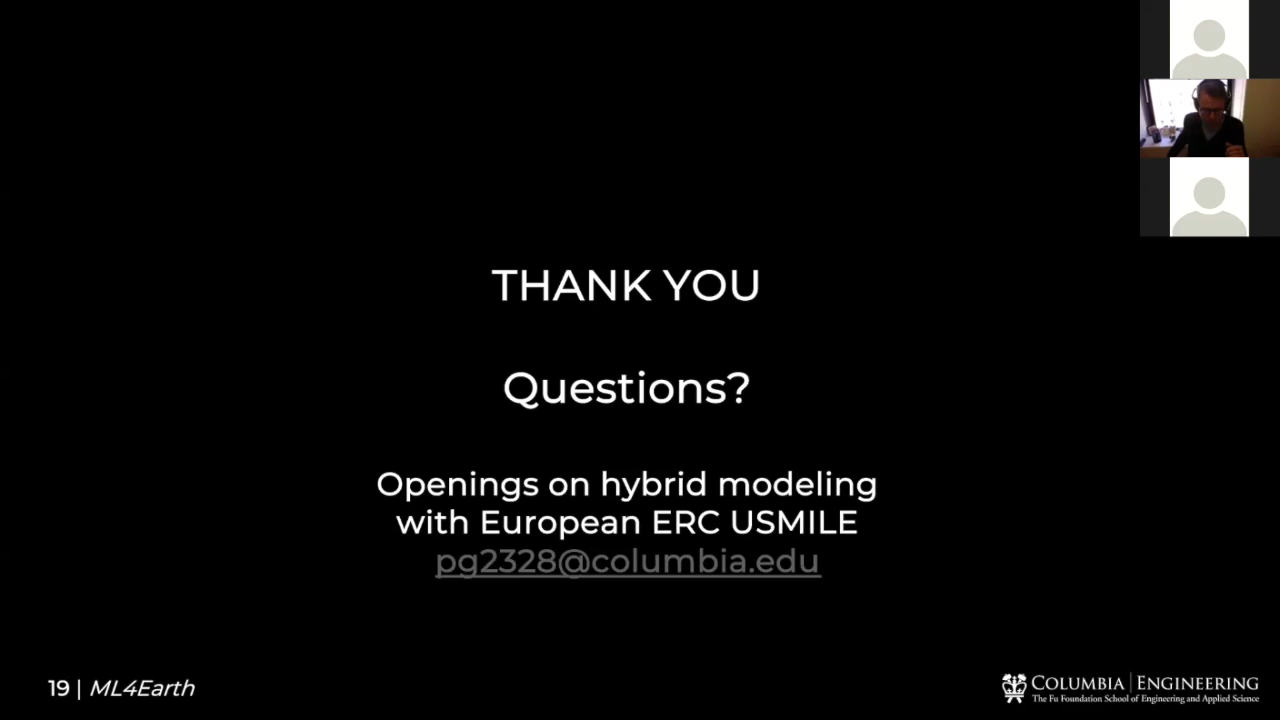 THANK YOU
Questions?
Openings on hybrid modeling
with European ERC USMILE
pg2328@columbia.edu
19 | ML4Earth
COLUMBIA | ENGINEERING
The Fu Foundation School of Engineering and Applied Science